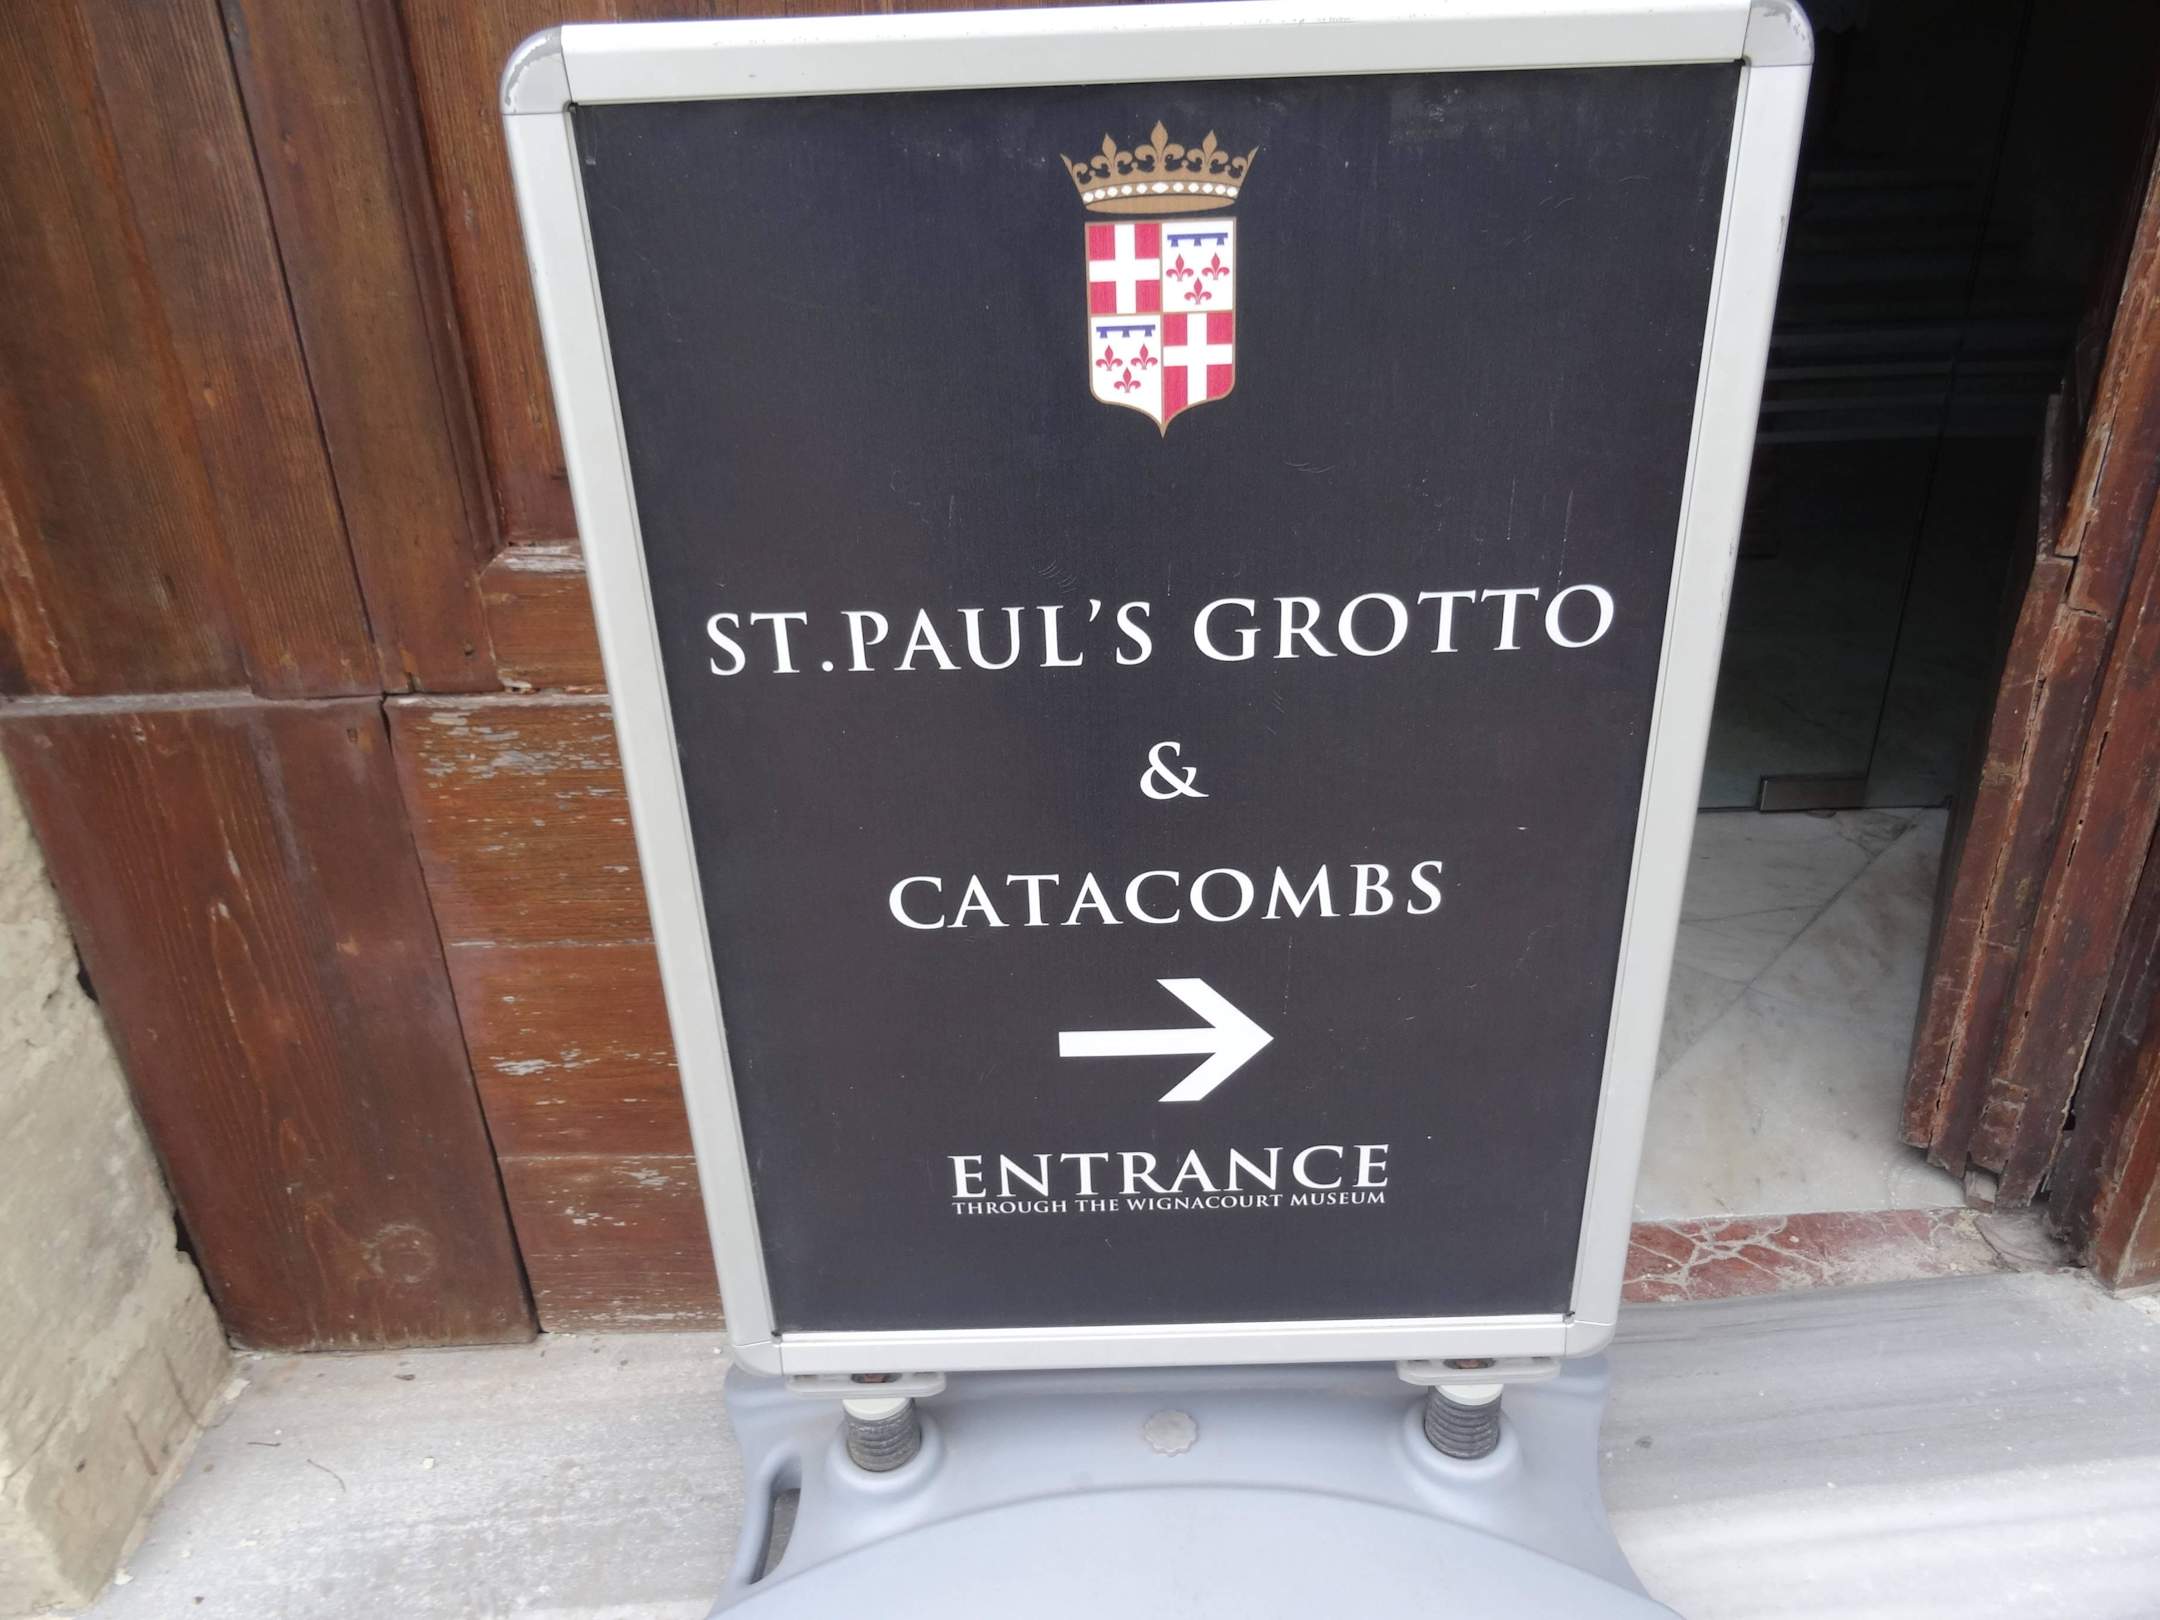 ST.PAUL'S GROTTO
&
CATACOMBS
ENTRANCE
THROUGH THE WIGNACOURT MUSEUM